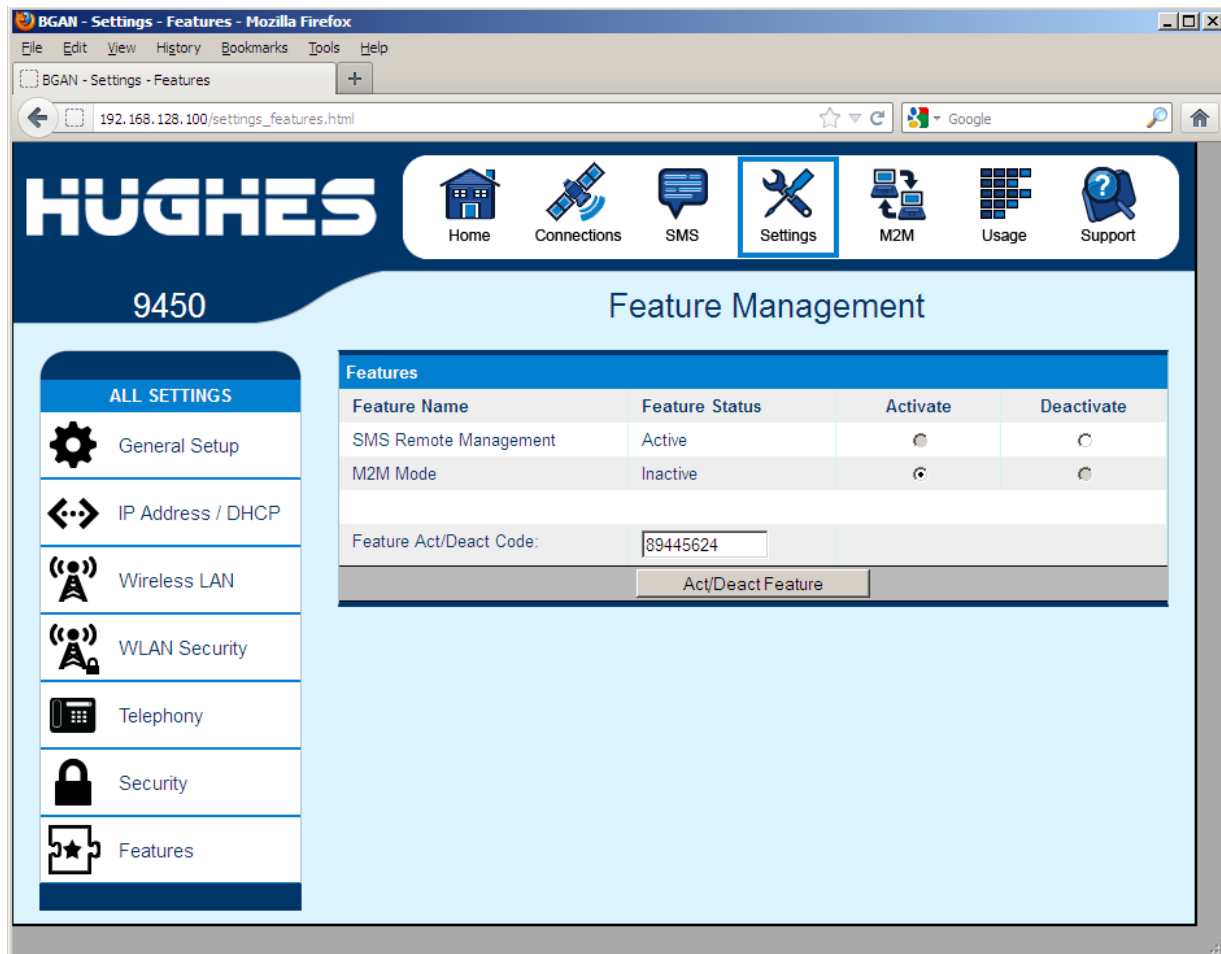 BGAN - Settings - Features - Mozilla Firefox
File Edit View History Bookmarks Tools Help
BGAN - Settings - Features
192.168.128.100/settings_features.html
Google
HUGHES
Home Connections SMS Settings M2M Usage Support
9450
Feature Management
ALL SETTINGS
General Setup
IP Address / DHCP
Wireless LAN
WLAN Security
Telephony
Security
Features
Features
Feature Name Feature Status Activate Deactivate
SMS Remote Management Active
M2M Mode Inactive
Feature Act/Deact Code: 89445624
Act/Deact Feature